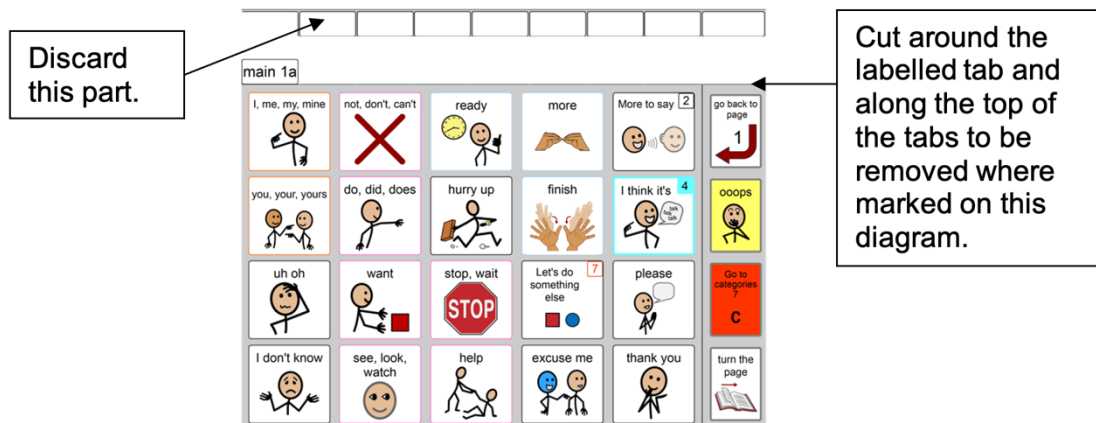 Discard
this part.
Cut around the
labelled tab and
along the top of
the tabs to be
removed where
marked on this
diagram.
main 1a
I, me, my, mine
not, don't, can't
ready
more
More to say
2
go back to
page
1
you, your, yours
do, did, does
hurry up
finish
I think it's
4
talk
talk
talk
ooops
uh oh
want
stop, wait
STOP
Let's do
something
else
7
please
Go to
categories
7
C
I don't know
see, look,
watch
help
excuse me
thank you
turn the
page